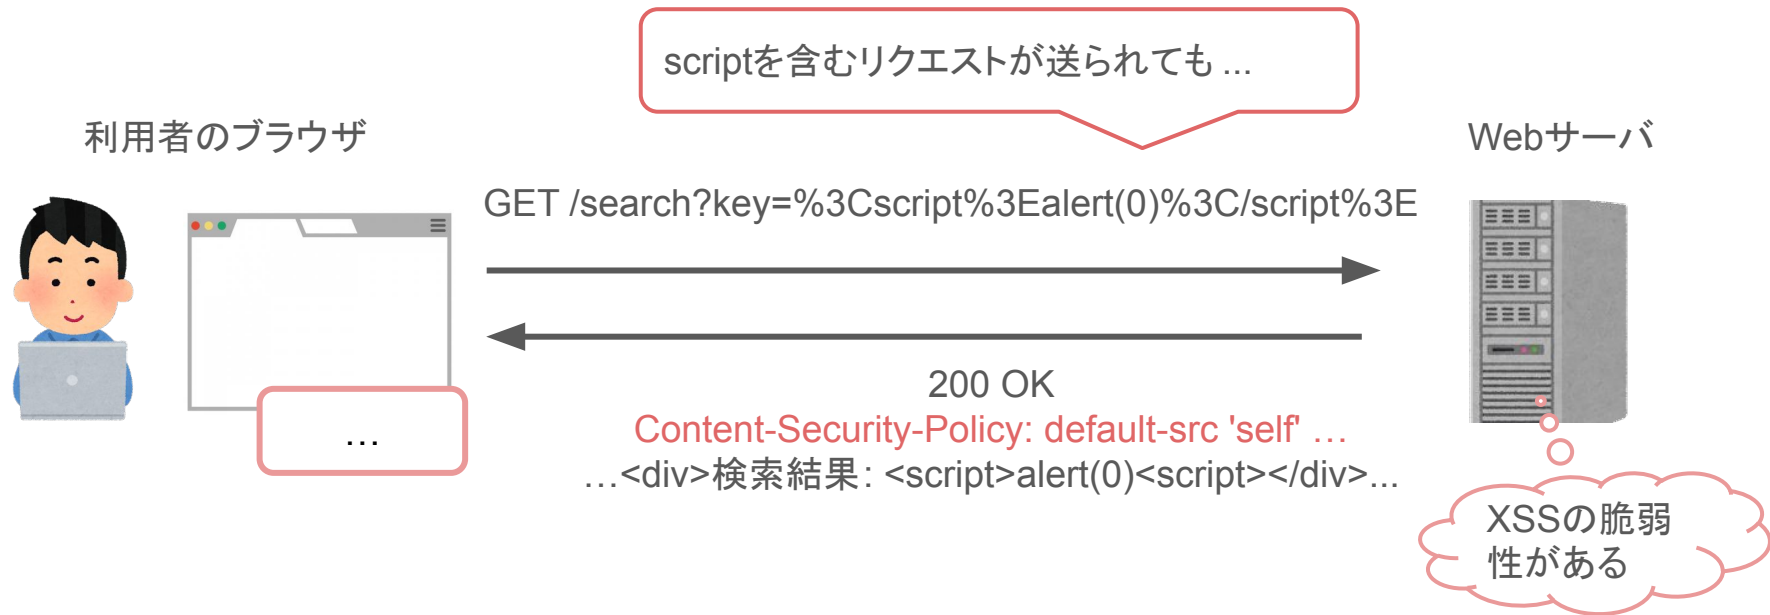 scriptを含むリクエストが送られても ...
利用者のブラウザ
Webサーバ
GET /search?key=%3Cscript%3Ealert(0)%3C/script%3E
200 OK
Content-Security-Policy: default-src 'self' …
…<div>検索結果: <script>alert(0)<script></div>...
…
XSSの脆弱
性がある